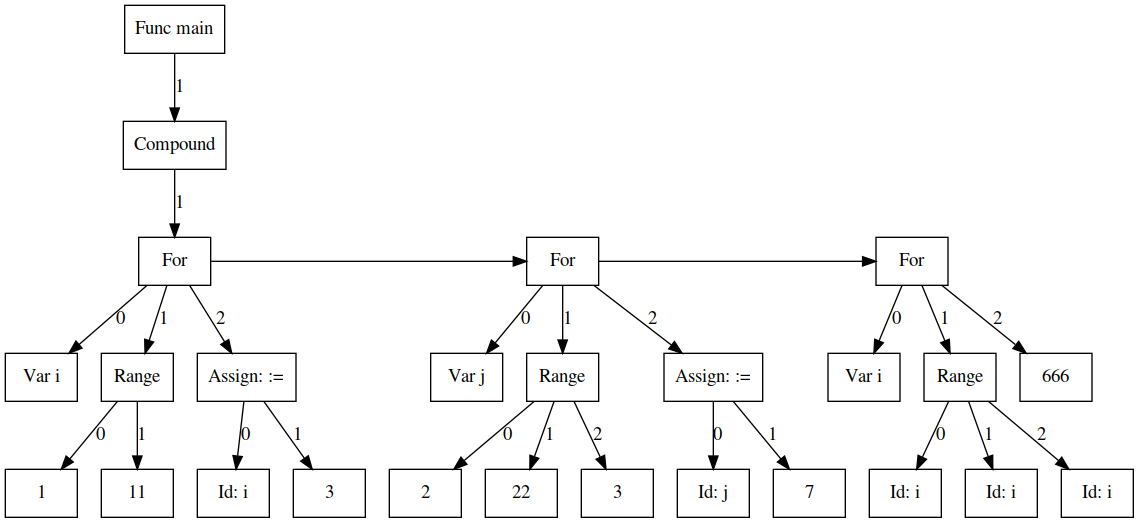 Func main
1
Compound
1
For
For
For
0
1
2
0
1
2
0
1
2
Var i
Range
Assign: :=
Var j
Range
Assign: :=
Var i
Range
666
0
1
0
1
0
1
2
0
1
0
1
2
1
11
Id: i
3
2
22
3
Id: j
7
Id: i
Id: i
Id: i